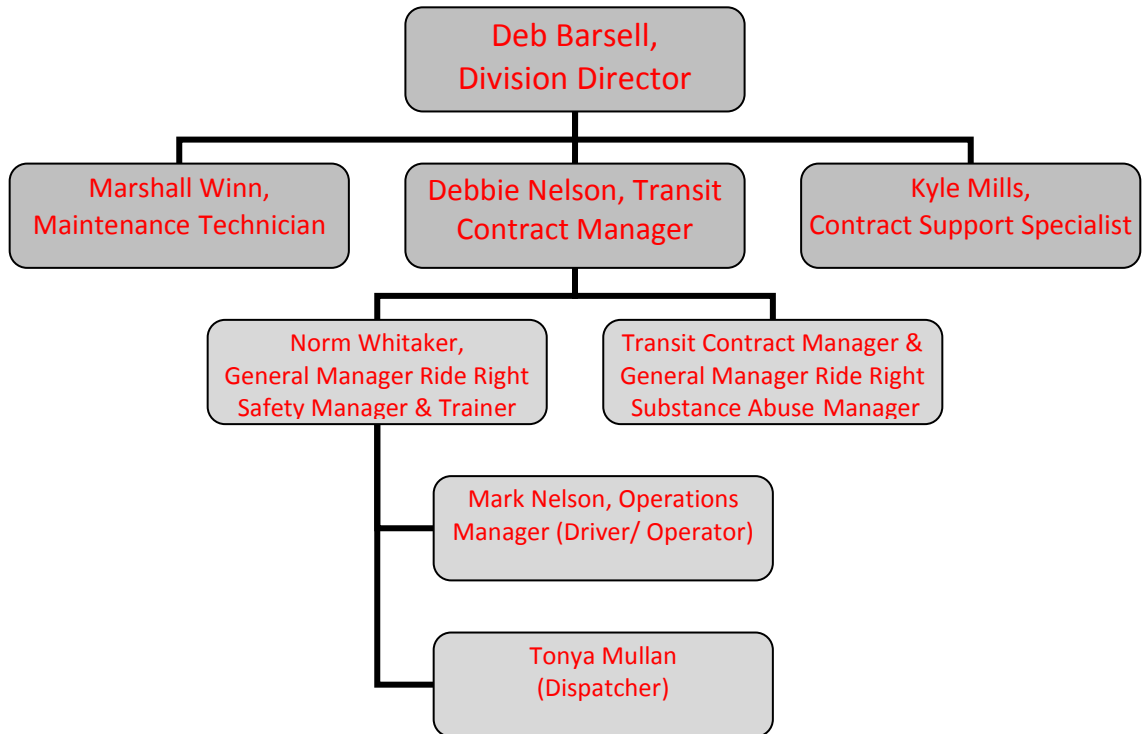 Deb Barsell,
Division Director
Marshall Winn,
Maintenance Technician
Debbie Nelson, Transit
Contract Manager
Kyle Mills,
Contract Support Specialist
Norm Whitaker,
General Manager Ride Right
Safety Manager & Trainer
Transit Contract Manager &
General Manager Ride Right
Substance Abuse Manager
Mark Nelson, Operations
Manager (Driver/ Operator)
Tonya Mullan
(Dispatcher)